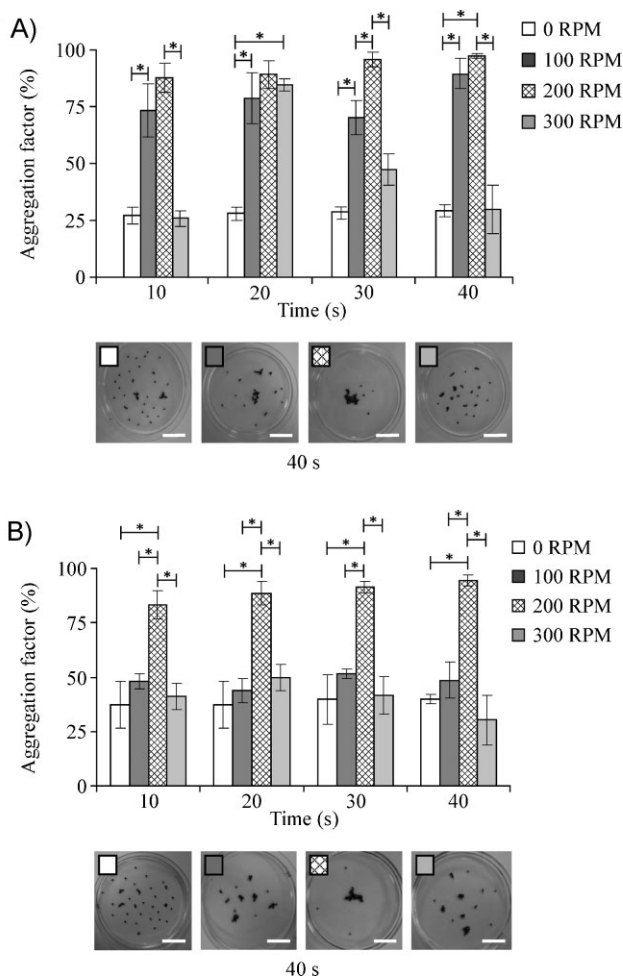 A)
Aggregation factor (%)
100
75
50
25
0
* * * * * * * * * * * *
10 20 30 40
Time (s)
0 RPM
100 RPM
200 RPM
300 RPM
40 s
B)
Aggregation factor (%)
100
75
50
25
0
* * * * * * * * * * * *
10 20 30 40
Time (s)
0 RPM
100 RPM
200 RPM
300 RPM
40 s